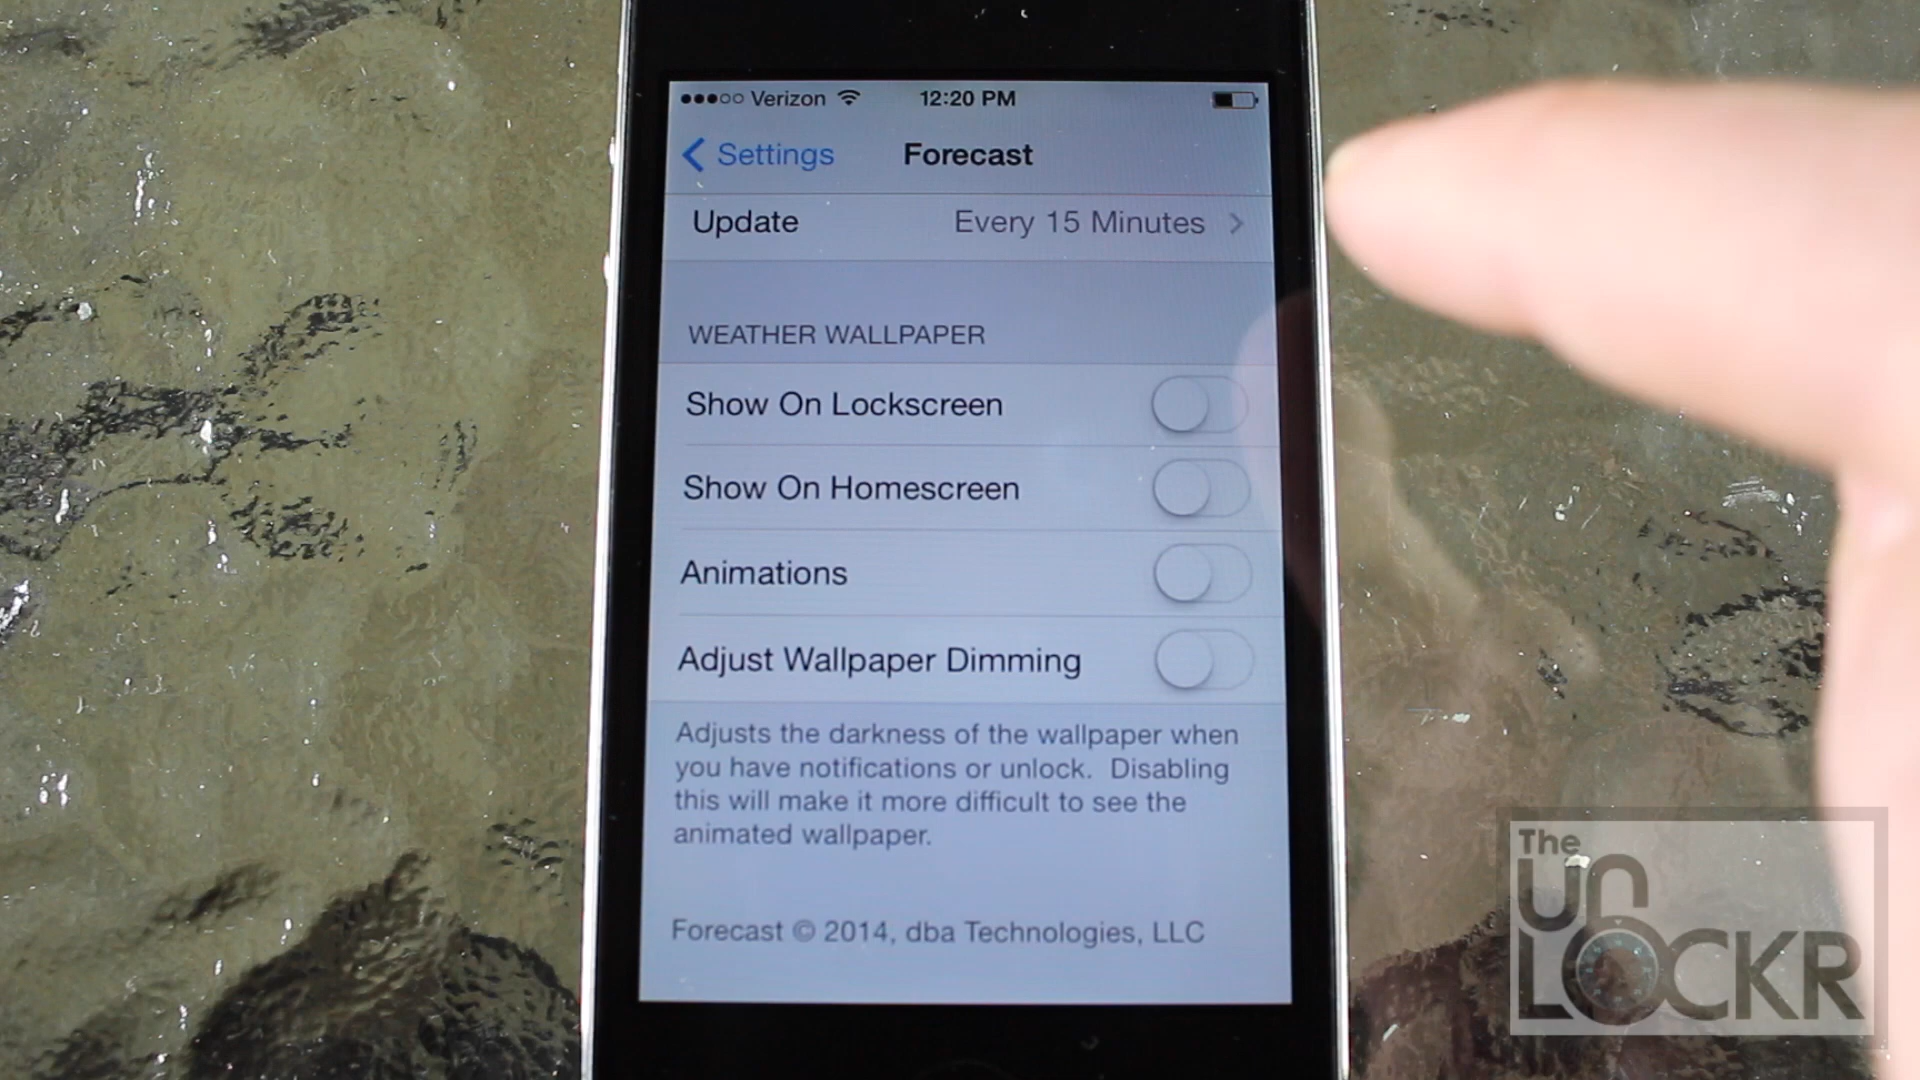 Verizon 12:20 PM
Settings Forecast
Update Every 15 Minutes
WEATHER WALLPAPER
Show On Lockscreen
Show On Homescreen
Animations
Adjust Wallpaper Dimming
Adjusts the darkness of the wallpaper when
you have notifications or unlock. Disabling
this will make it more difficult to see the
animated wallpaper.
Forecast © 2014, dba Technologies, LLC
The
UN
LOCKR